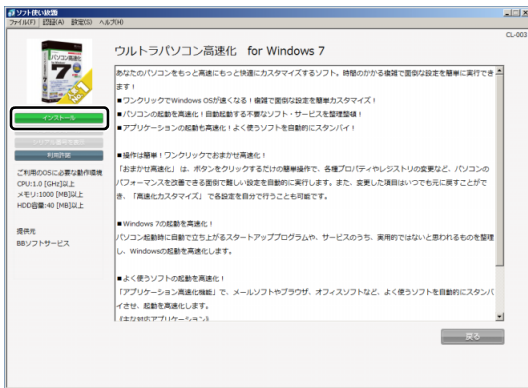 ソフト使い放題
ファイル(F) 認証(A) 設定(S) ヘルプ(H)
CL-003
ウルトラパソコン高速化 for Windows 7
インストール
利用許諾
ご利用のOSに必要な動作環境
CPU:1.0 [GHz]以上
メモリ:1000 [MB]以上
HDD容量:40 [MB]以上
提供元
BBソフトサービス
あなたのパソコンをもっと高速にもっと快適にカスタマイズするソフト。時間のかかる複雑で面倒な設定を簡単に実行でき
ます!
■ワンクリックでWindows OSが速くなる!複雑で面倒な設定を簡単カスタマイズ!
■パソコンの起動を高速化!自動起動する不要なソフト・サービスを整理整頓!
■アプリケーションの起動も高速化!よく使うソフトを自動的にスタンバイ!
■操作は簡単!ワンクリックでおまかせ高速化!
「おまかせ高速化」は、ボタンをクリックするだけの簡単操作で、各種プロパティやレジストリの変更など、パソコンの
パフォーマンスを改善できる面倒で難しい設定を自動的に実行します。また、変更した項目はいつでも元に戻すことがで
き、「高速化カスタマイズ」で各設定を自分で行うことも可能です。
■Windows 7の起動を高速化!
パソコン起動時に自動で立ち上がるスタートアッププログラムや、サービスのうち、実用的ではないと思われるものを整理
し、Windowsの起動を高速化します。
■よく使うソフトの起動を高速化!
「アプリケーション高速化機能」で、メールソフトやブラウザ、オフィスソフトなど、よく使うソフトを自動的にスタンバ
イさせ、起動を高速化します。
《主な対応アプリケーション》
戻る